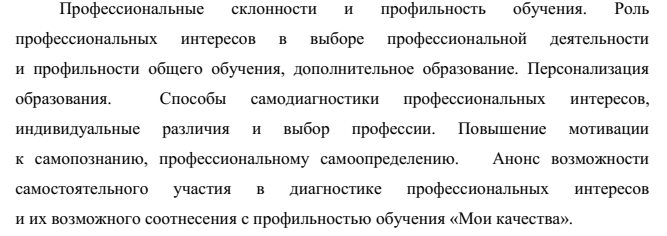 Профессиональные склонности и профильность обучения. Роль
профессиональных интересов в выборе профессиональной деятельности
и профильности общего обучения, дополнительное образование. Персонализация
образования. Способы самодиагностики профессиональных интересов,
индивидуальные различия и выбор профессии. Повышение мотивации
к самопознанию, профессиональному самоопределению. Анонс возможности
самостоятельного участия в диагностике профессиональных интересов
и их возможного соотнесения с профильностью обучения «Мои качества».